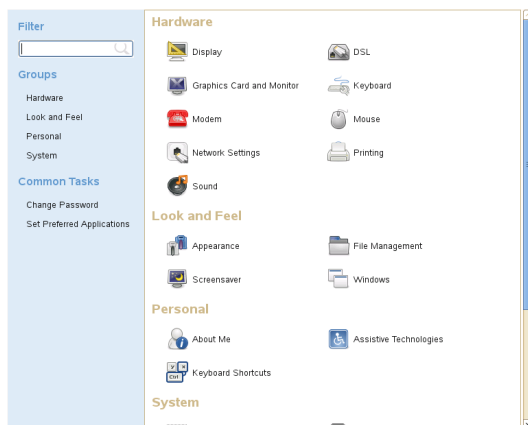 Filter
Groups
Hardware
Look and Feel
Personal
System
Common Tasks
Change Password
Set Preferred Applications
Hardware
Display
DSL
Graphics Card and Monitor
Keyboard
Modem
Mouse
Network Settings
Printing
Sound
Look and Feel
Appearance
File Management
Screensaver
Windows
Personal
About Me
Assistive Technologies
Keyboard Shortcuts
System